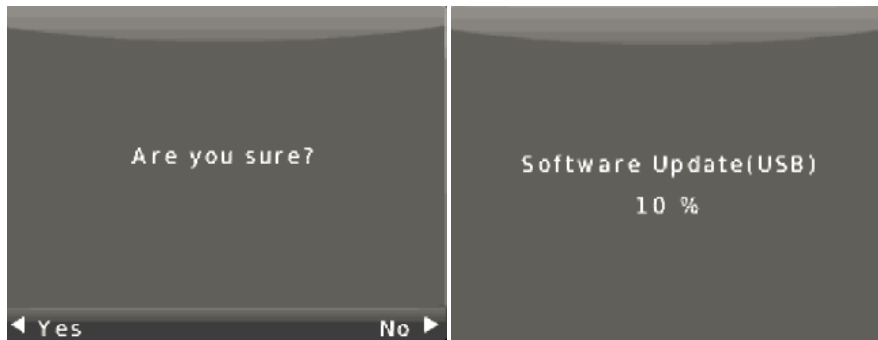 Are you sure?
◀ Yes No ▶
Software Update(USB)
10 %